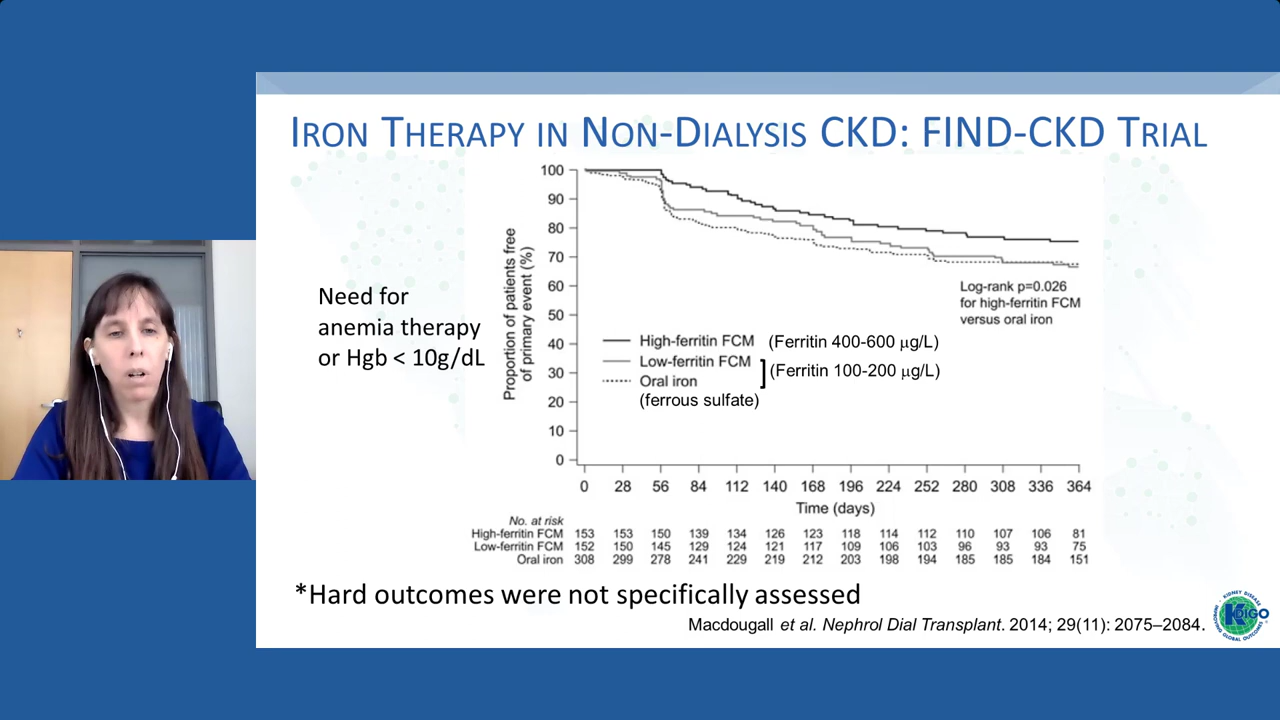 IRON THERAPY IN NON-DIALYSIS CKD: FIND-CKD TRIAL
Need for
anemia therapy
or Hgb < 10g/dL
Proportion of patients free
of primary event (%)
100
90
80
70
60
50
40
30
20
10
0
Log-rank p=0.026
for high-ferritin FCM
versus oral iron
High-ferritin FCM (Ferritin 400-600 µg/L)
Low-ferritin FCM
Oral iron
(ferrous sulfate)
(Ferritin 100-200 µg/L)
0 28 56 84 112 140 168 196 224 252 280 308 336 364
Time (days)
No. at risk
High-ferritin FCM 153 153 150 139 134 126 123 118 114 112 110 107 106 81
Low-ferritin FCM 152 150 145 129 124 121 117 109 106 103 96 93 93 75
Oral iron 308 299 278 241 229 219 212 203 198 194 185 185 184 151
*Hard outcomes were not specifically assessed
Macdougall et al. Nephrol Dial Transplant. 2014; 29(11): 2075–2084.
KIDNEY DISEASE
KDIGO
IMPROVING GLOBAL OUTCOMES